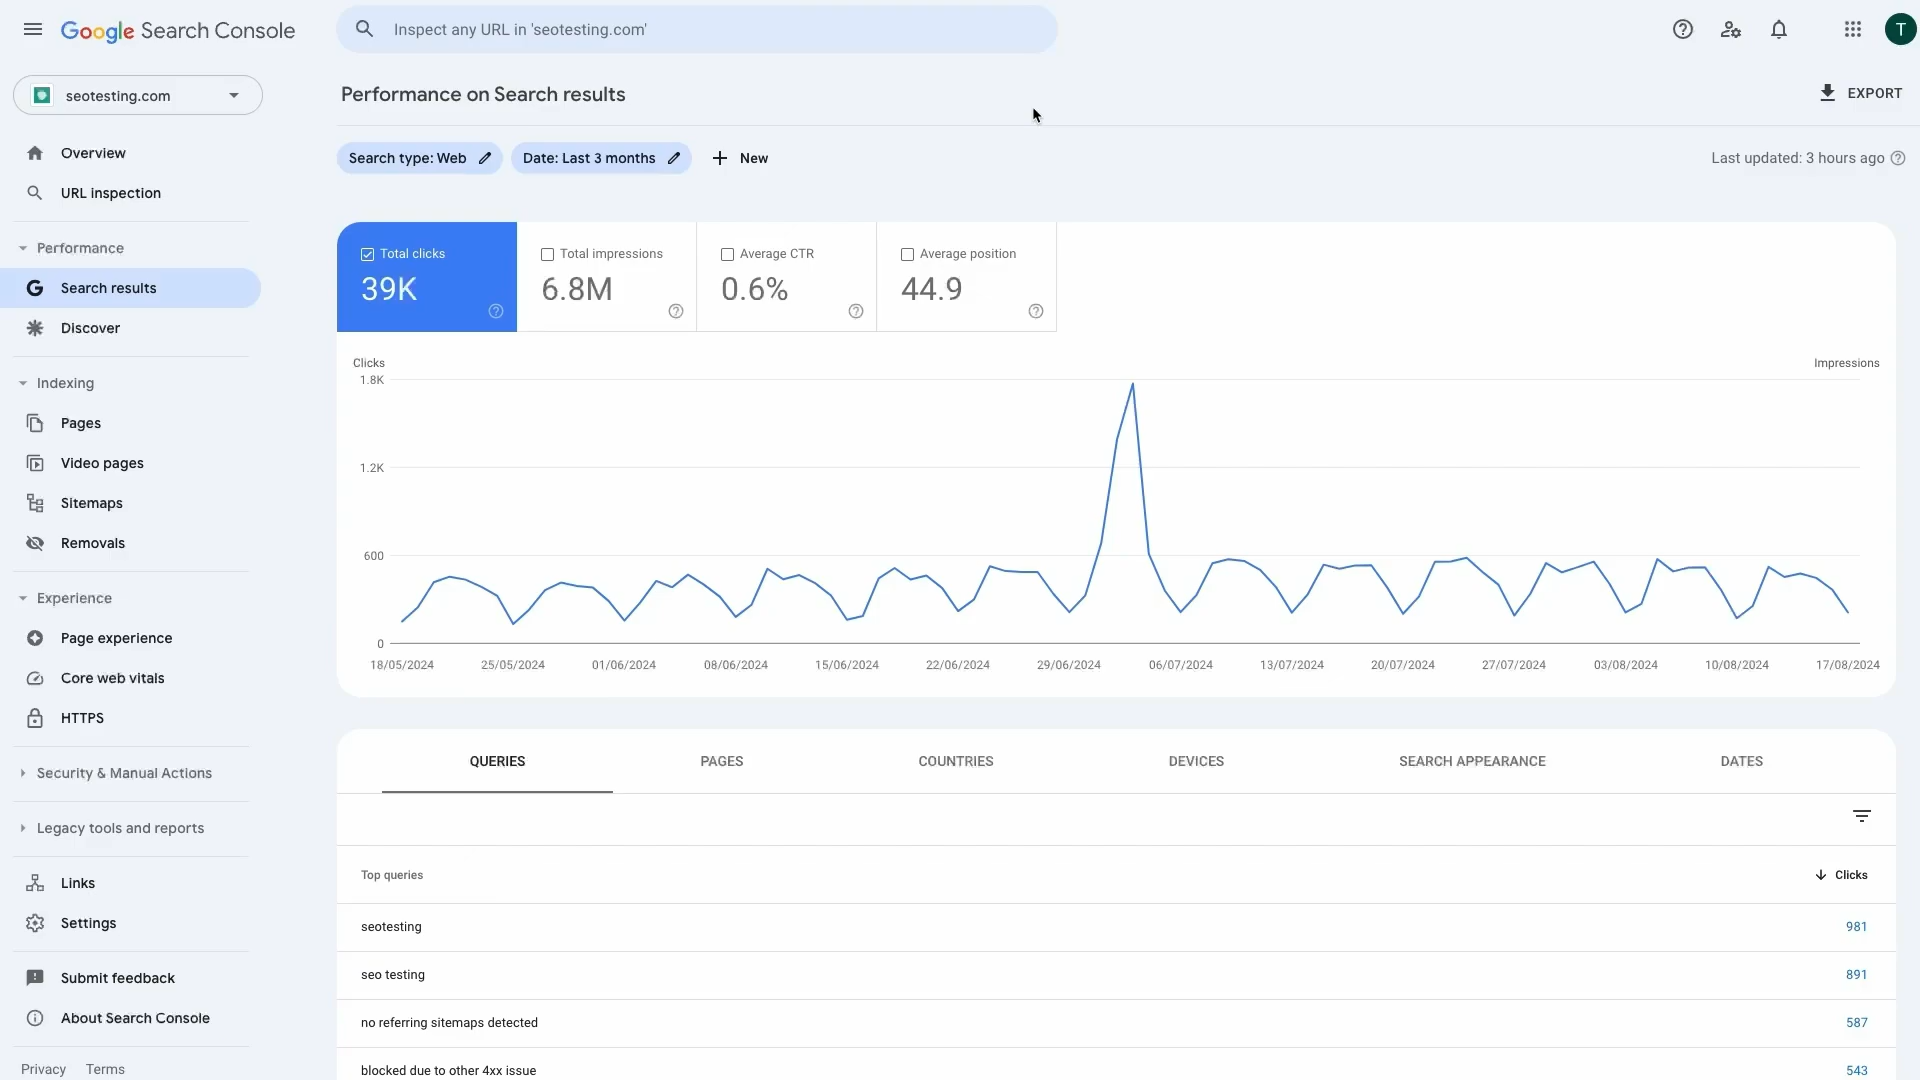 Google Search Console
Inspect any URL in 'seotesting.com'
T
seotesting.com
Overview
URL inspection
Performance
Search results
Discover
Indexing
Pages
Video pages
Sitemaps
Removals
Experience
Page experience
Core web vitals
HTTPS
Security & Manual Actions
Legacy tools and reports
Links
Settings
Submit feedback
About Search Console
Privacy Terms
Performance on Search results
EXPORT
Search type: Web
Date: Last 3 months
New
Last updated: 3 hours ago
Total clicks
39K
Total impressions
6.8M
Average CTR
0.6%
Average position
44.9
Clicks
Impressions
1.8K
1.2K
600
0
18/05/2024 25/05/2024 01/06/2024 08/06/2024 15/06/2024 22/06/2024 29/06/2024 06/07/2024 13/07/2024 20/07/2024 27/07/2024 03/08/2024 10/08/2024 17/08/2024
QUERIES PAGES COUNTRIES DEVICES SEARCH APPEARANCE DATES
Top queries Clicks
seotesting 981
seo testing 891
no referring sitemaps detected 587
blocked due to other 4xx issue 543